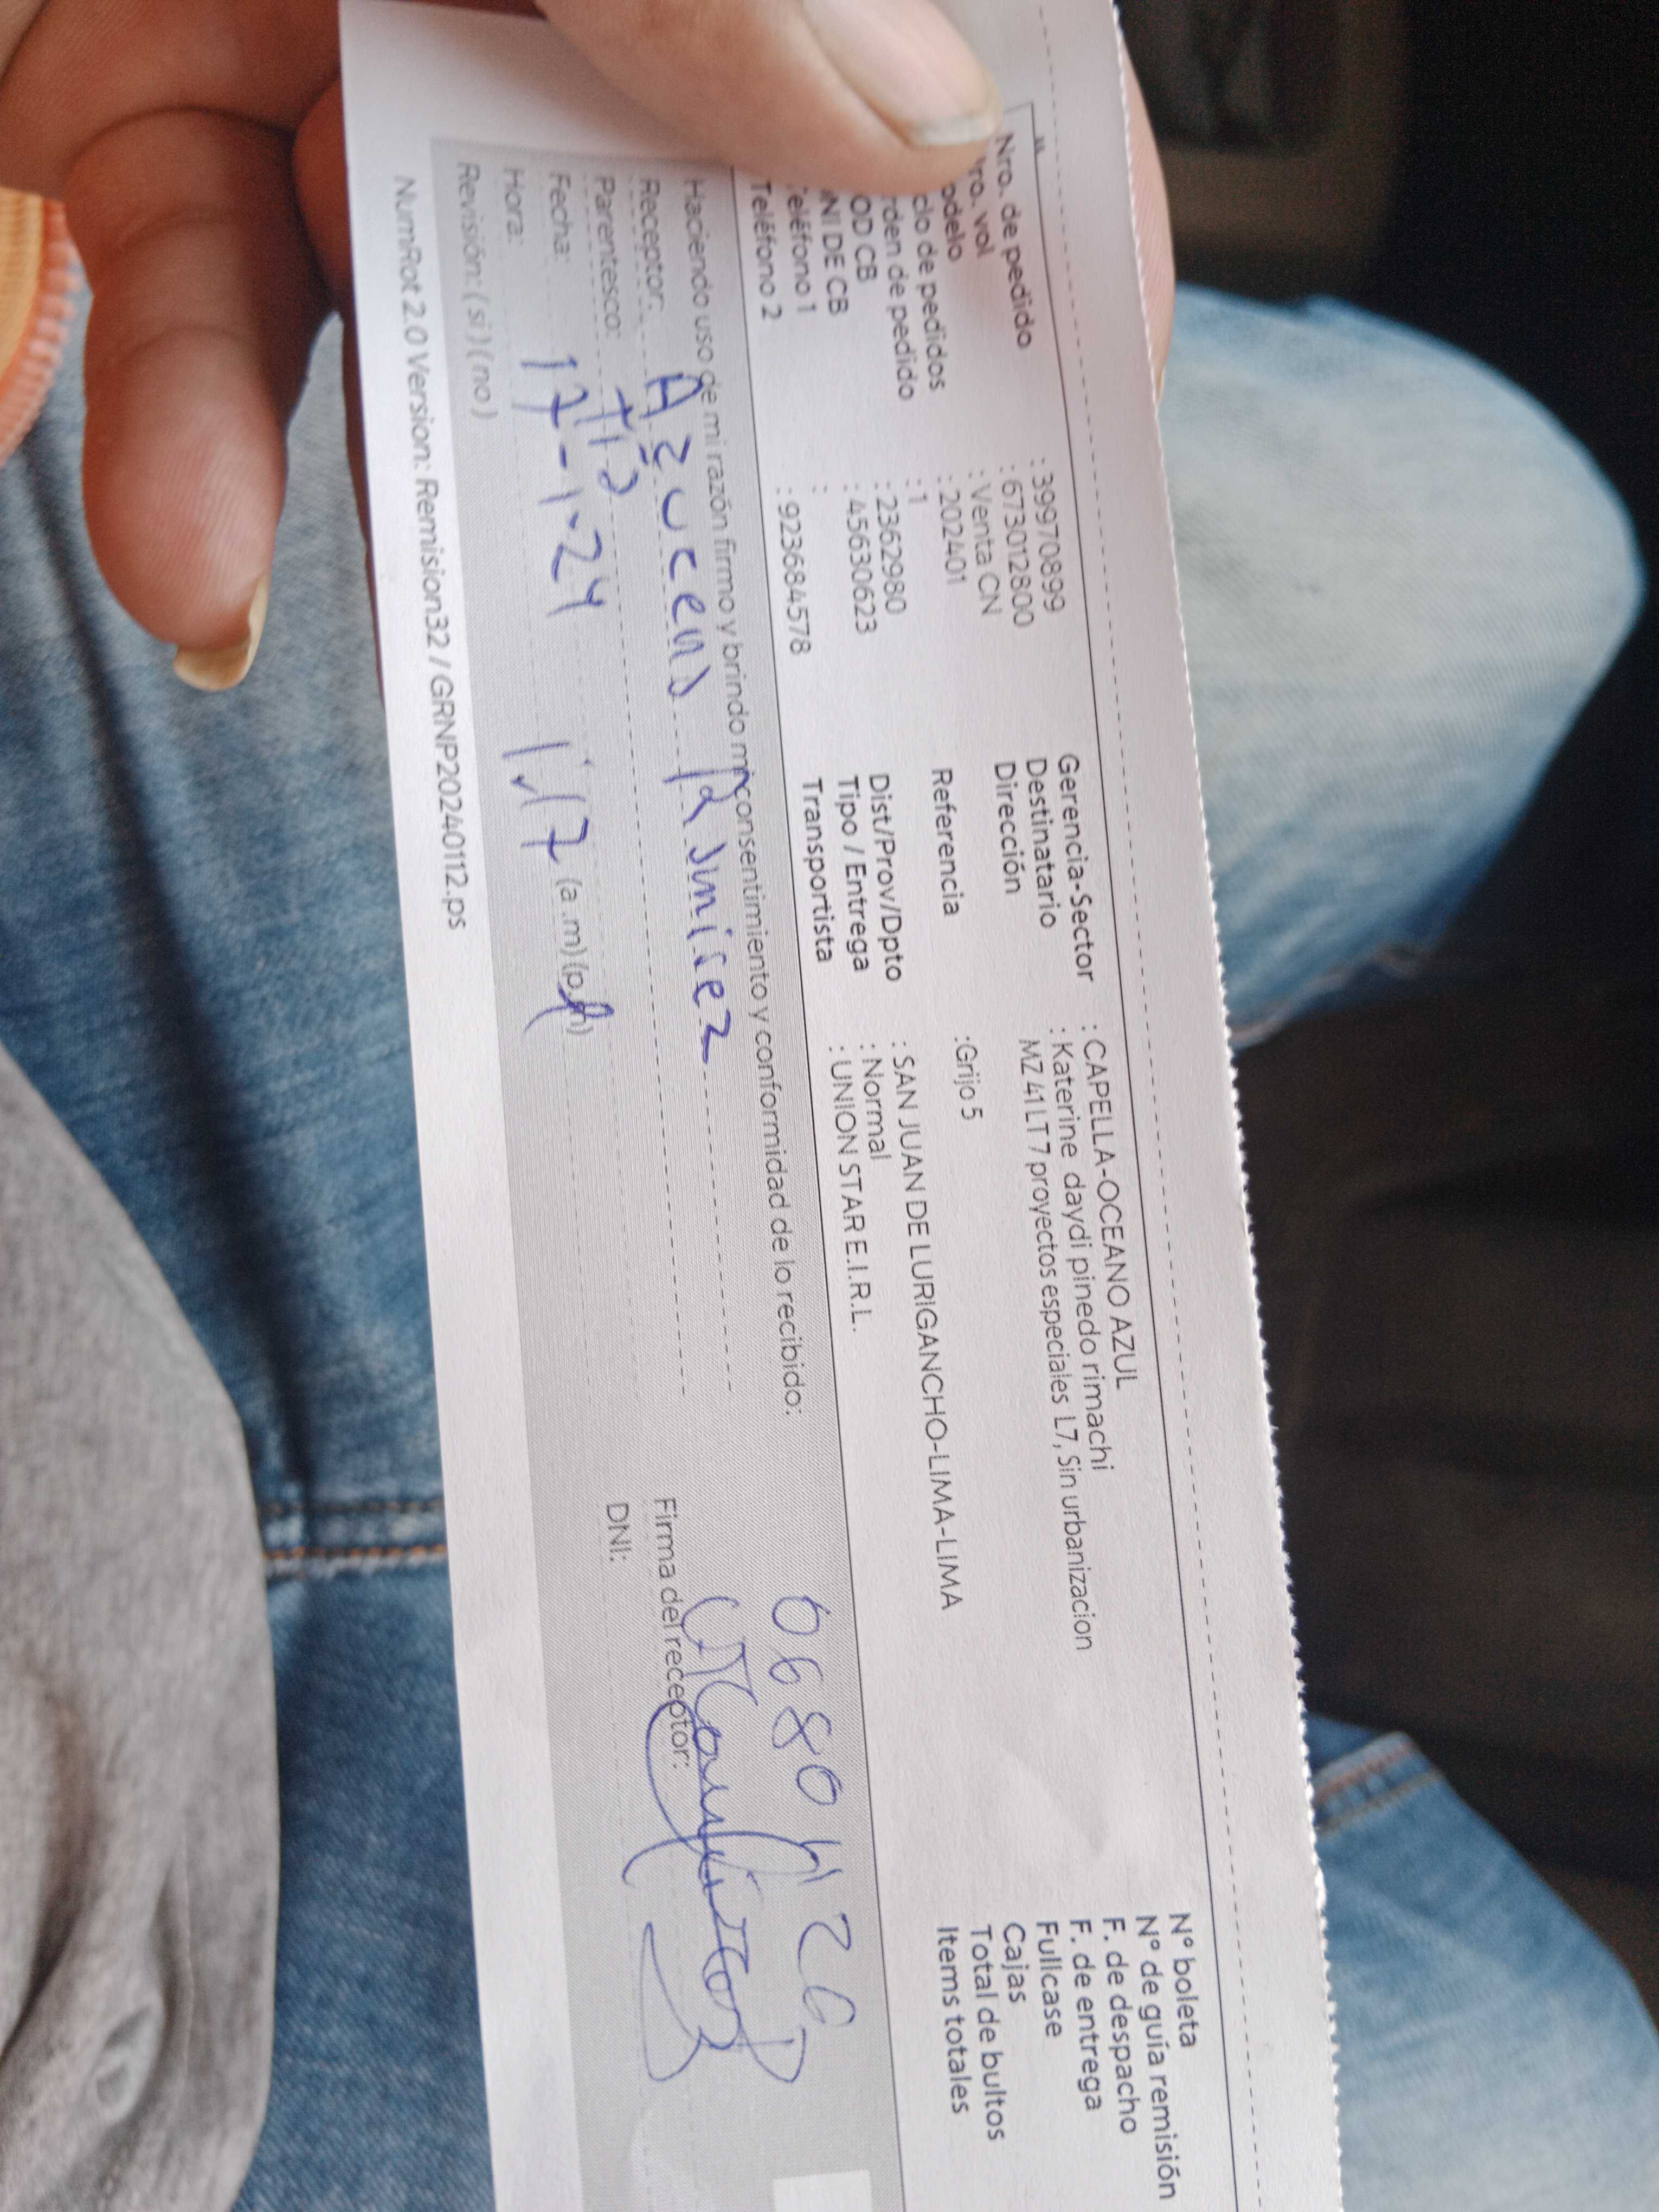 Nro. de pedido : 39970899
ro. vol : 673012800
odelo : Venta CN
clo de pedidos : 202401
rden de pedido : 1
OD CB : 2362980
NI DE CB : 45630623
eléfono 1 :
Teléfono 2 : 923684578
Gerencia-Sector : CAPELLA-OCEANO AZUL
Destinatario : Katerine daydi pinedo rimachi
Dirección : MZ 41 LT 7 proyectos especiales L7, Sin urbanizacion
Referencia :Grijo 5
Dist/Prov/Dpto : SAN JUAN DE LURIGANCHO-LIMA-LIMA
Tipo / Entrega : Normal
Transportista : UNION STAR E.I.R.L.
N° boleta
N° de guía remisión
F. de despacho
F. de entrega
Fullcase
Cajas
Total de bultos
Items totales
Haciendo uso de mi razón firmo y brindo mi consentimiento y conformidad de lo recibido:
Receptor: Azucena Ramirez
Parentesco: Tia
Fecha: 17-1-24
Hora: 1:17 (a.m) (p.m)
Revisión: ( si ) ( no )
Firma del receptor:
DNI:
NumRot 2.0 Version: Remision32 / GRNP20240112.ps